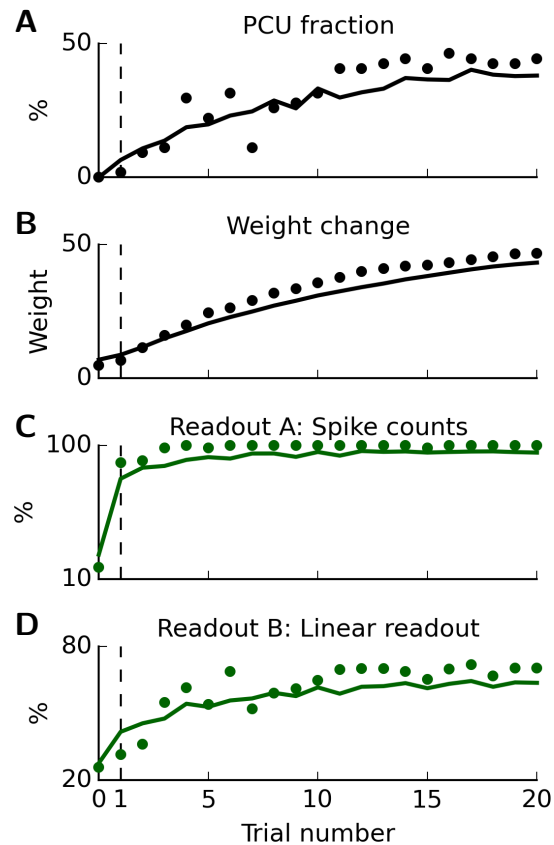 A PCU fraction
50
%
0
B Weight change
50
Weight
0
C Readout A: Spike counts
100
%
10
D Readout B: Linear readout
80
%
20
0 1 5 10 15 20
Trial number